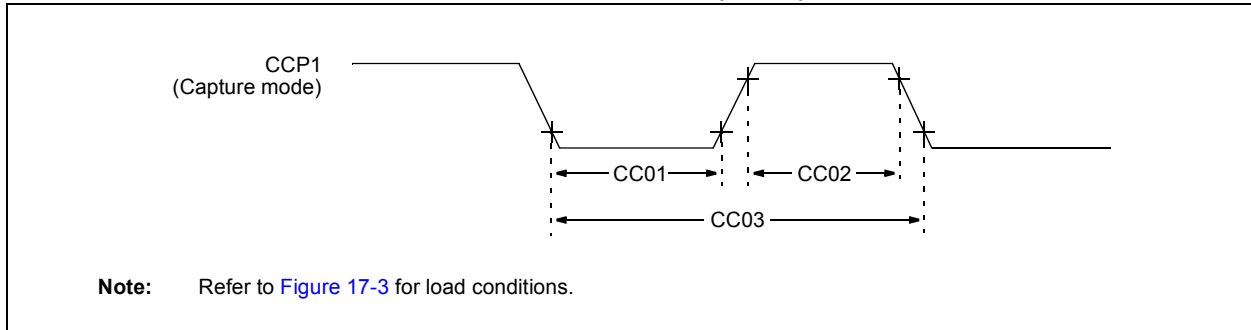 CCP1
(Capture mode)
CC01
CC02
CC03
Note: Refer to Figure 17-3 for load conditions.